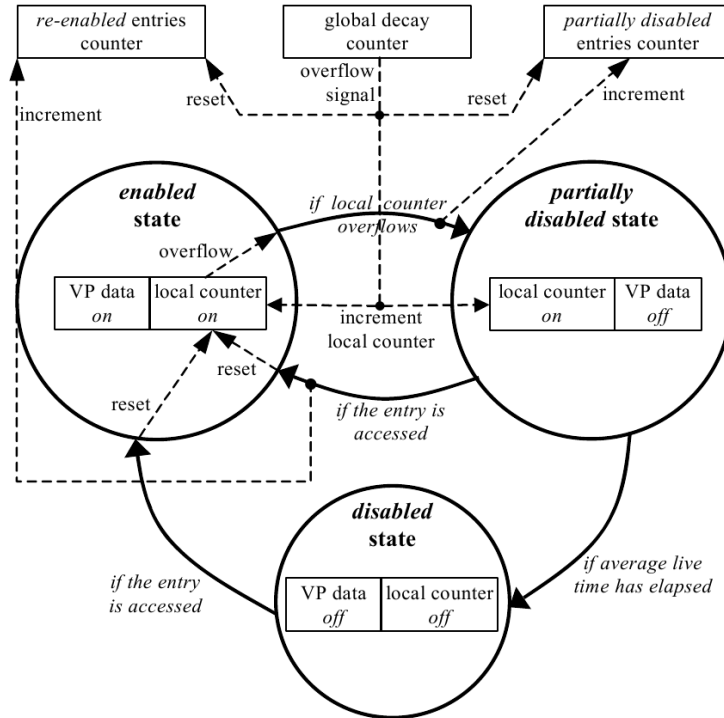 re-enabled entries
counter
global decay
counter
partially disabled
entries counter
overflow
signal
reset
reset
increment
increment
enabled
state
if local counter
overflows
partially
disabled state
overflow
VP data
on
local counter
on
local counter
on
VP data
off
increment
local counter
reset
reset
if the entry is
accessed
disabled
state
if the entry
is accessed
if average live
time has elapsed
VP data
off
local counter
off